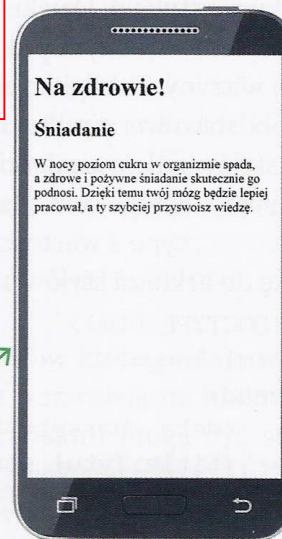 Na zdrowie!
Śniadanie
W nocy poziom cukru w organizmie spada,
a zdrowe i pożywne śniadanie skutecznie go
podnosi. Dzięki temu twój mózg będzie lepiej
pracował, a ty szybciej przyswoisz wiedzę.